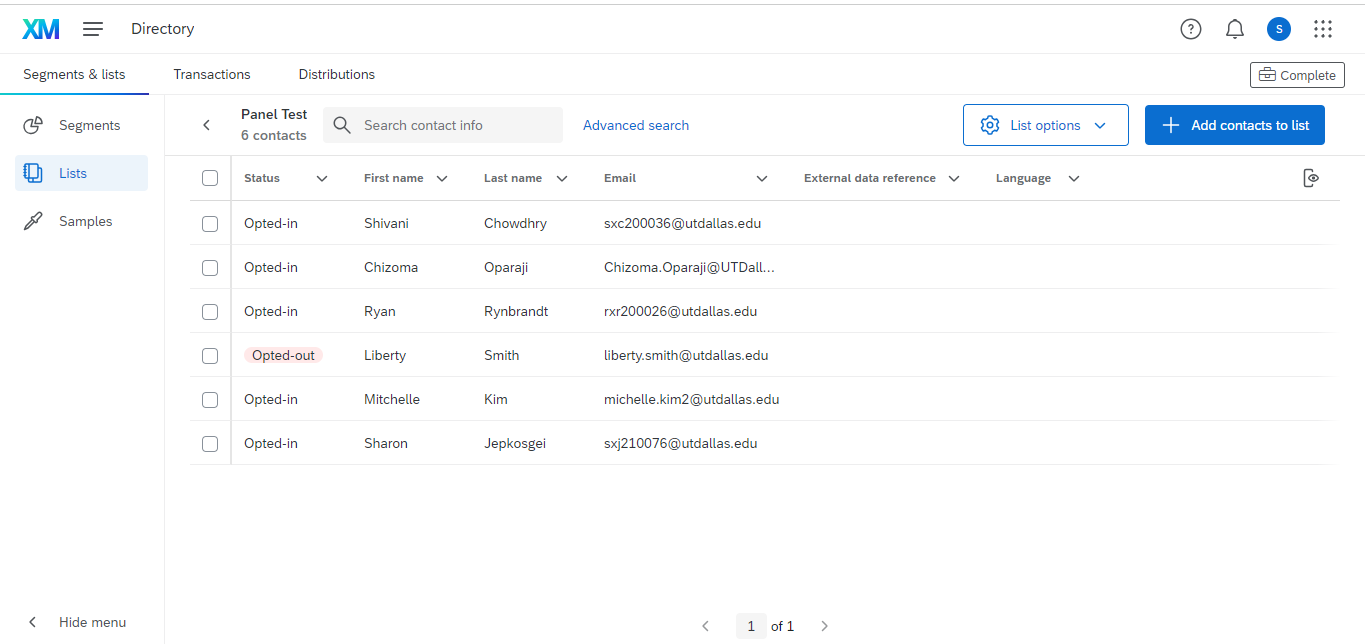 XM Directory ? S
Segments & lists Transactions Distributions Complete
Segments
Lists
Samples
Panel Test
6 contacts
Search contact info Advanced search List options Add contacts to list
Status First name Last name Email External data reference Language
Opted-in Shivani Chowdhry sxc200036@utdallas.edu
Opted-in Chizoma Oparaji Chizoma.Oparaji@UTDall...
Opted-in Ryan Rynbrandt rxr200026@utdallas.edu
Opted-out Liberty Smith liberty.smith@utdallas.edu
Opted-in Mitchelle Kim michelle.kim2@utdallas.edu
Opted-in Sharon Jepkosgei sxj210076@utdallas.edu
Hide menu
1 of 1